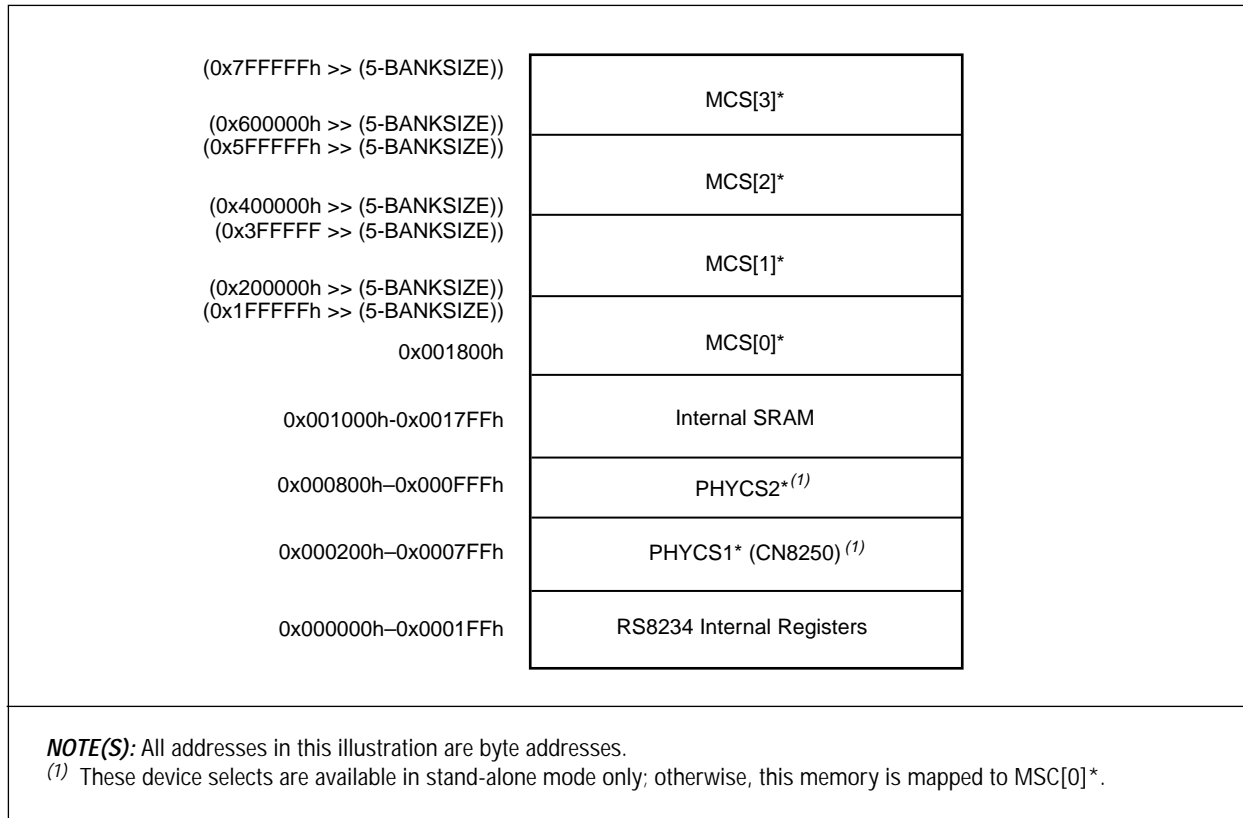 (0x7FFFFFh >> (5-BANKSIZE))
MCS[3]*
(0x600000h >> (5-BANKSIZE))
(0x5FFFFFh >> (5-BANKSIZE))
MCS[2]*
(0x400000h >> (5-BANKSIZE))
(0x3FFFFF >> (5-BANKSIZE))
MCS[1]*
(0x200000h >> (5-BANKSIZE))
(0x1FFFFFh >> (5-BANKSIZE))
MCS[0]*
0x001800h
0x001000h-0x0017FFh
Internal SRAM
0x000800h–0x000FFFh
PHYCS2*(1)
0x000200h–0x0007FFh
PHYCS1* (CN8250) (1)
0x000000h–0x0001FFh
RS8234 Internal Registers
NOTE(S): All addresses in this illustration are byte addresses.
(1) These device selects are available in stand-alone mode only; otherwise, this memory is mapped to MSC[0]*.